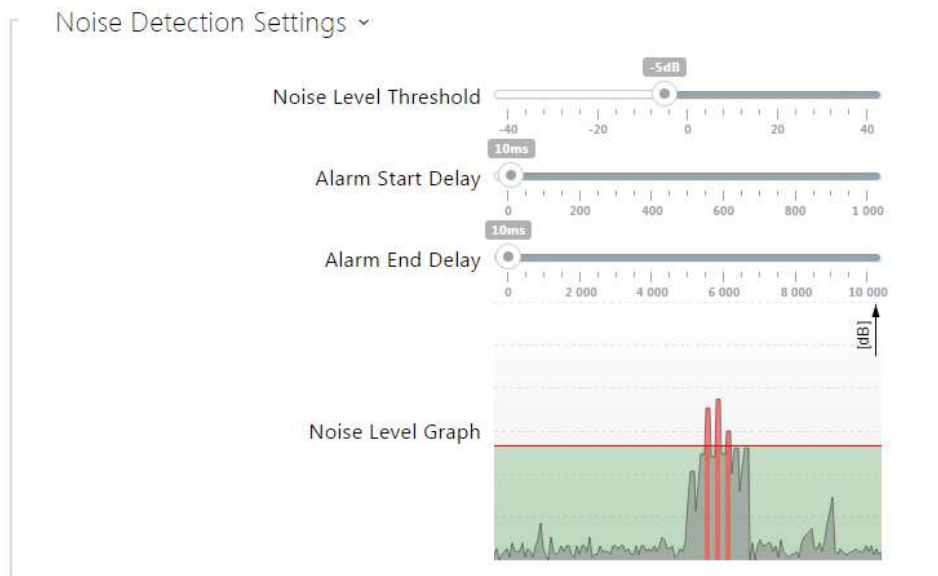 Noise Detection Settings
-5dB
Noise Level Threshold
-40 -20 0 20 40
10ms
Alarm Start Delay
0 200 400 600 800 1 000
10ms
Alarm End Delay
0 2 000 4 000 6 000 8 000 10 000
[dB]
Noise Level Graph